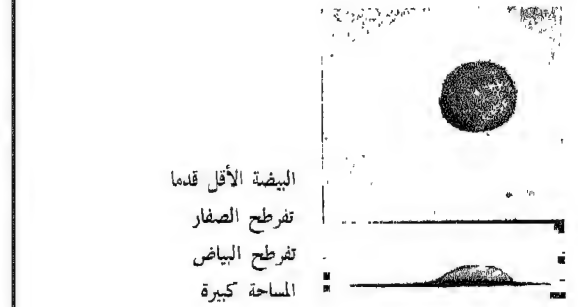 البيضة الأقل قدما
تفرطح الصفار
تفرطح البياض
المساحة كبيرة